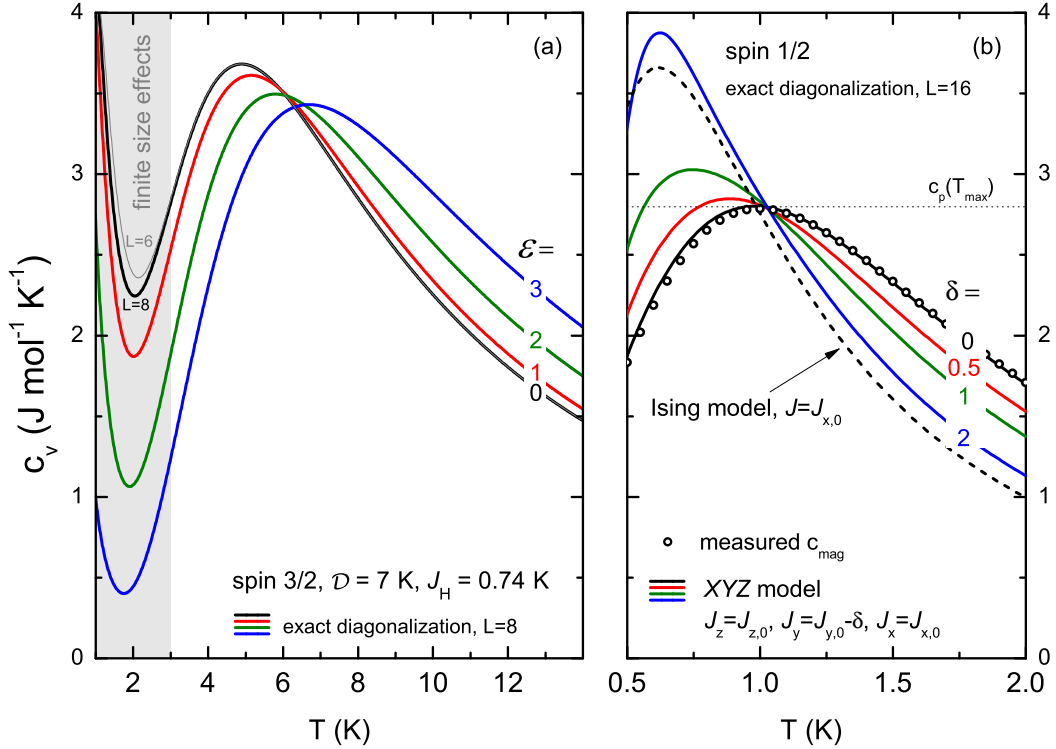 (a)
finite size effects
L=6
L=8
ℰ =
3
2
1
0
spin 3/2, 𝒟 = 7 K, J_H = 0.74 K
exact diagonalization, L=8
c_v (J mol⁻¹ K⁻¹)
0
1
2
3
4
2
4
6
8
10
12
T (K)
(b)
spin 1/2
exact diagonalization, L=16
c_p(T_max)
δ =
0
0.5
1
2
Ising model, J=J_x,0
measured c_mag
XYZ model
J_z=J_z,0, J_y=J_y,0-δ, J_x=J_x,0
0
1
2
3
4
0.5
1.0
1.5
2.0
T (K)